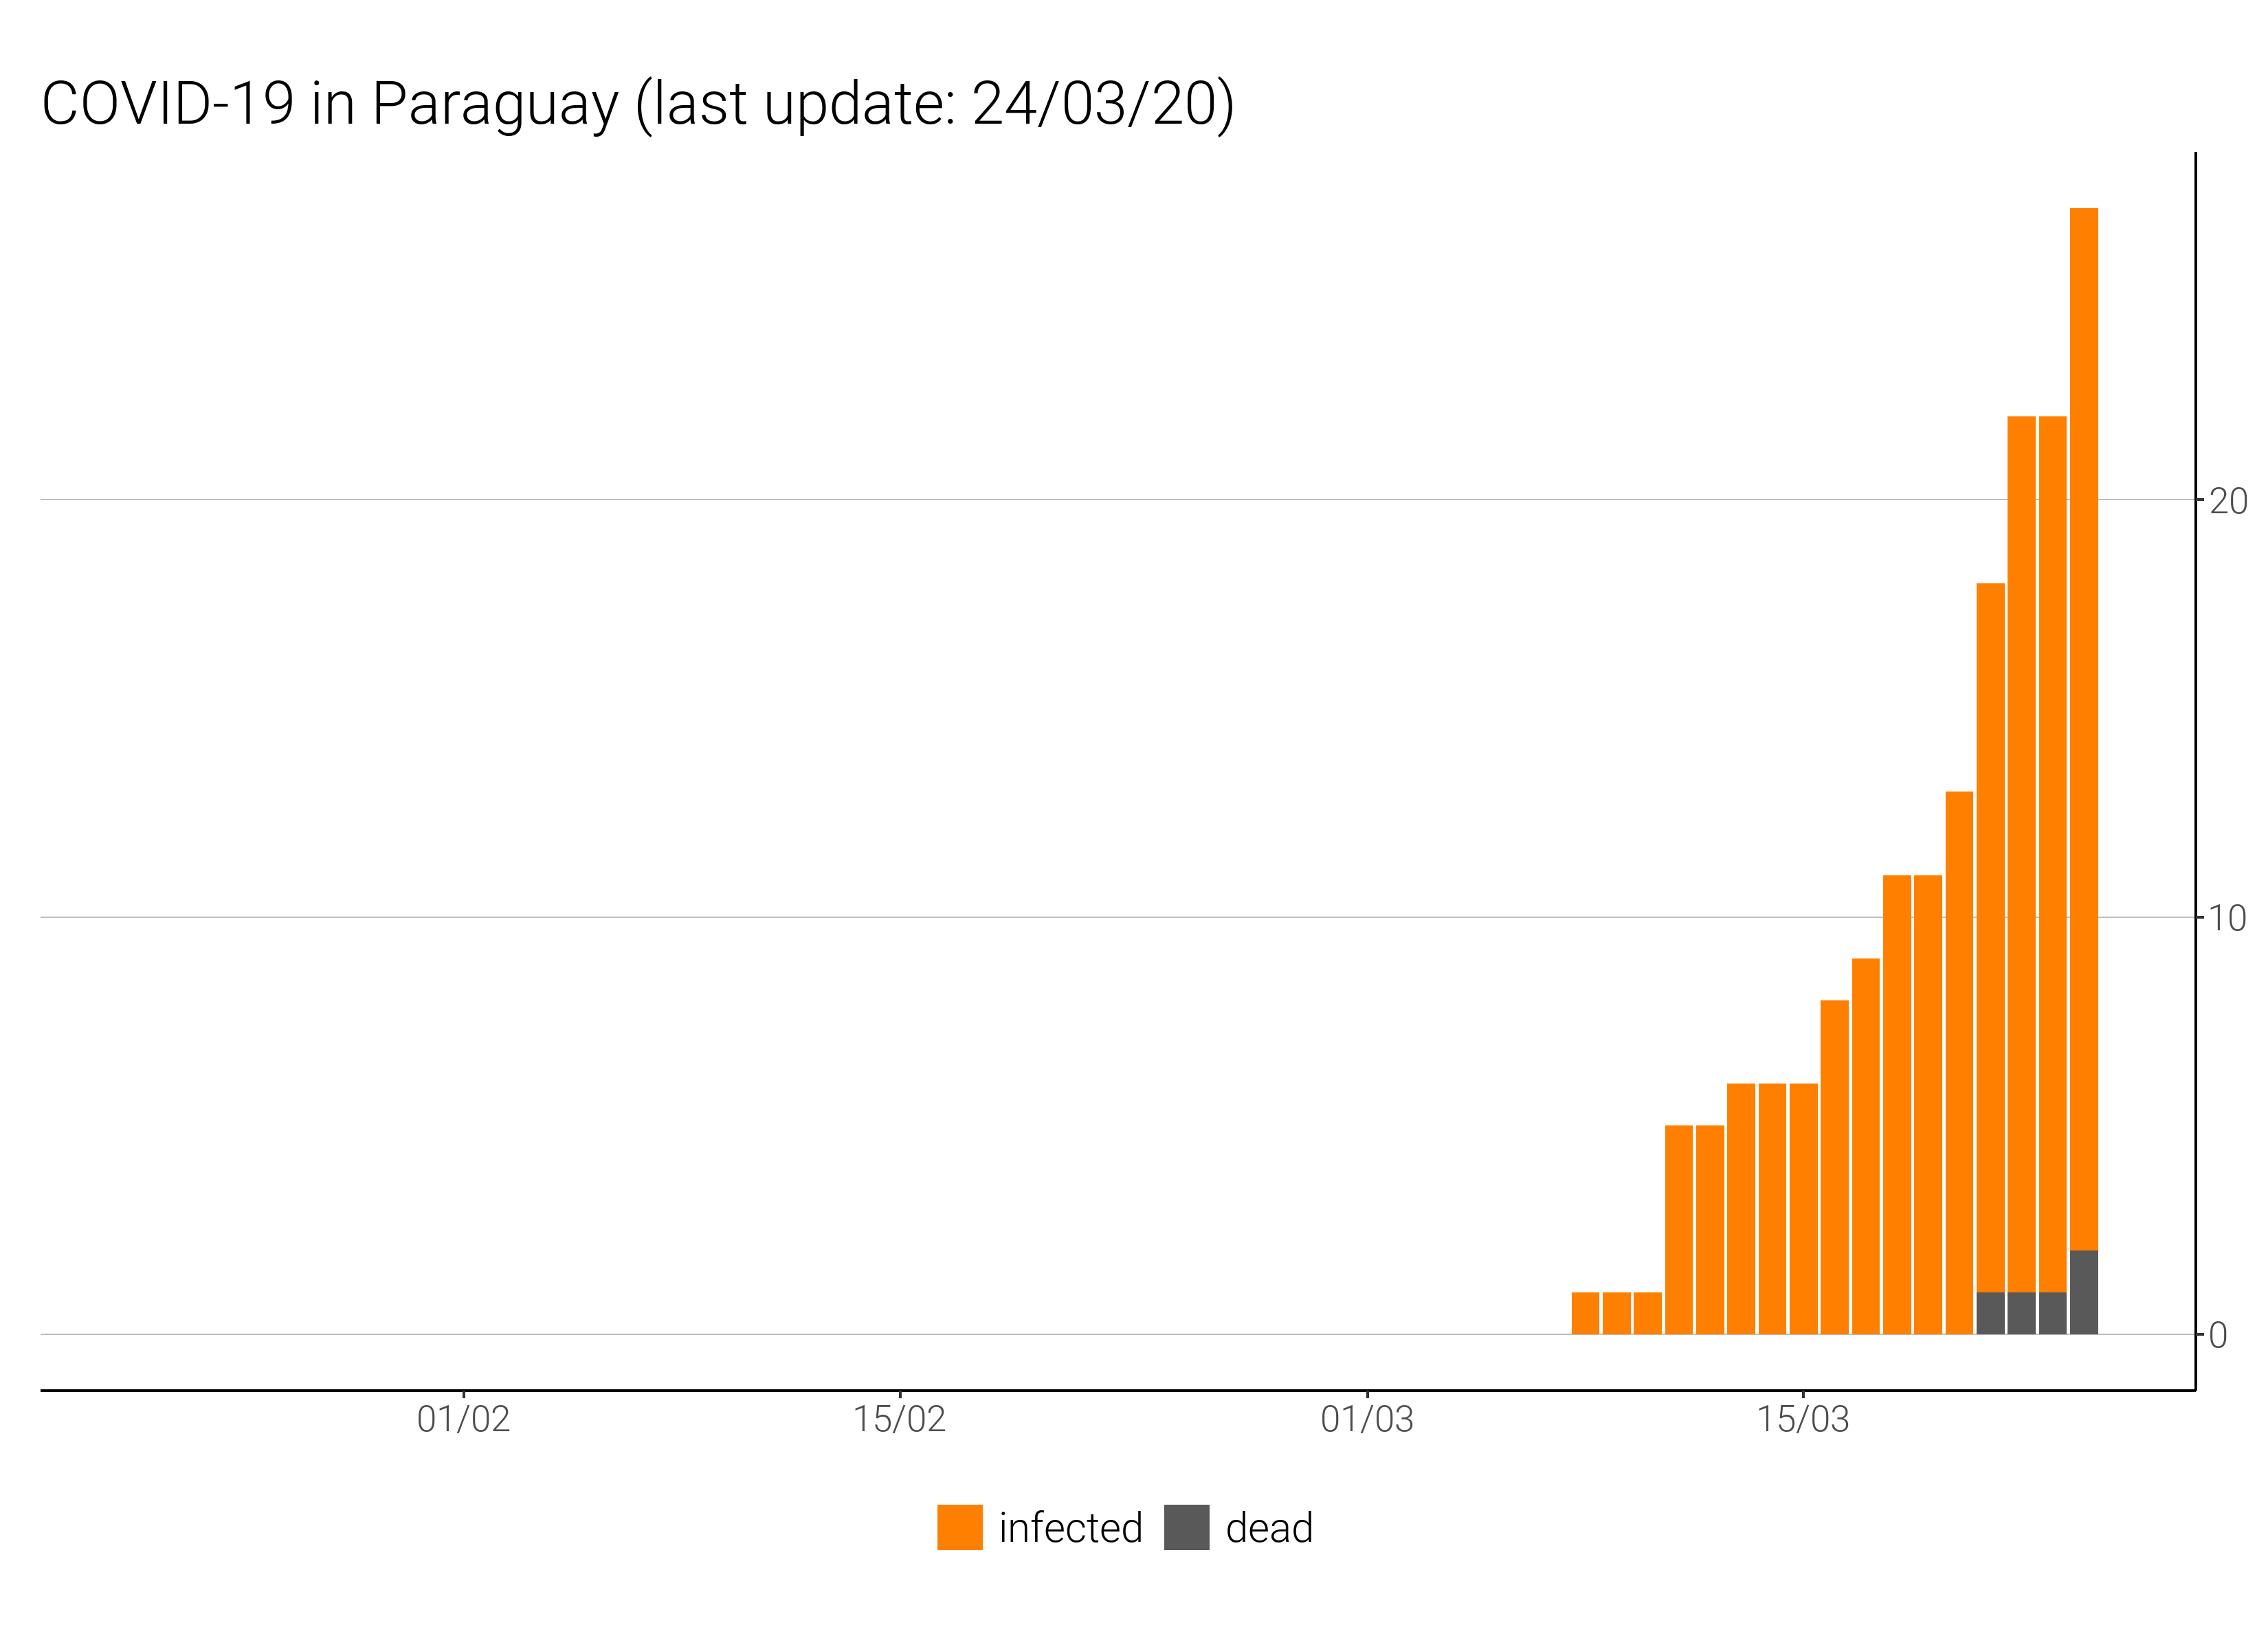 COVID-19 in Paraguay (last update: 24/03/20)
20
10
0
01/02 15/02 01/03 15/03
infected dead